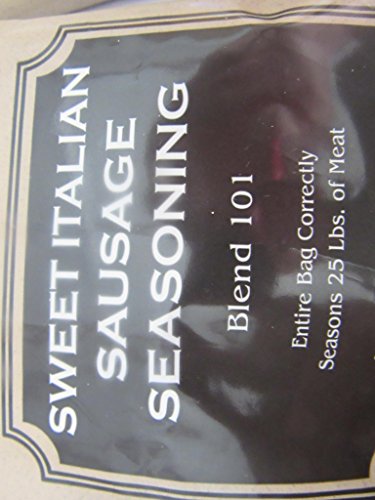 SWEET ITALIAN
SAUSAGE
SEASONING
Blend 101
Entire Bag Correctly
Seasons 25 Lbs. of Meat